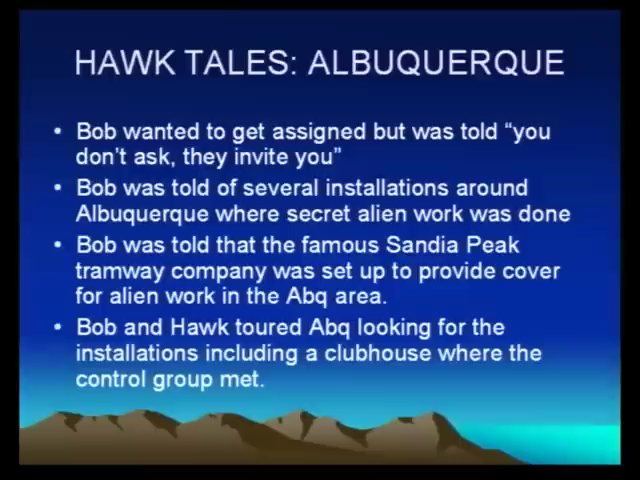 HAWK TALES: ALBUQUERQUE
• Bob wanted to get assigned but was told “you
don’t ask, they invite you”
• Bob was told of several installations around
Albuquerque where secret alien work was done
• Bob was told that the famous Sandia Peak
tramway company was set up to provide cover
for alien work in the Abq area.
• Bob and Hawk toured Abq looking for the
installations including a clubhouse where the
control group met.